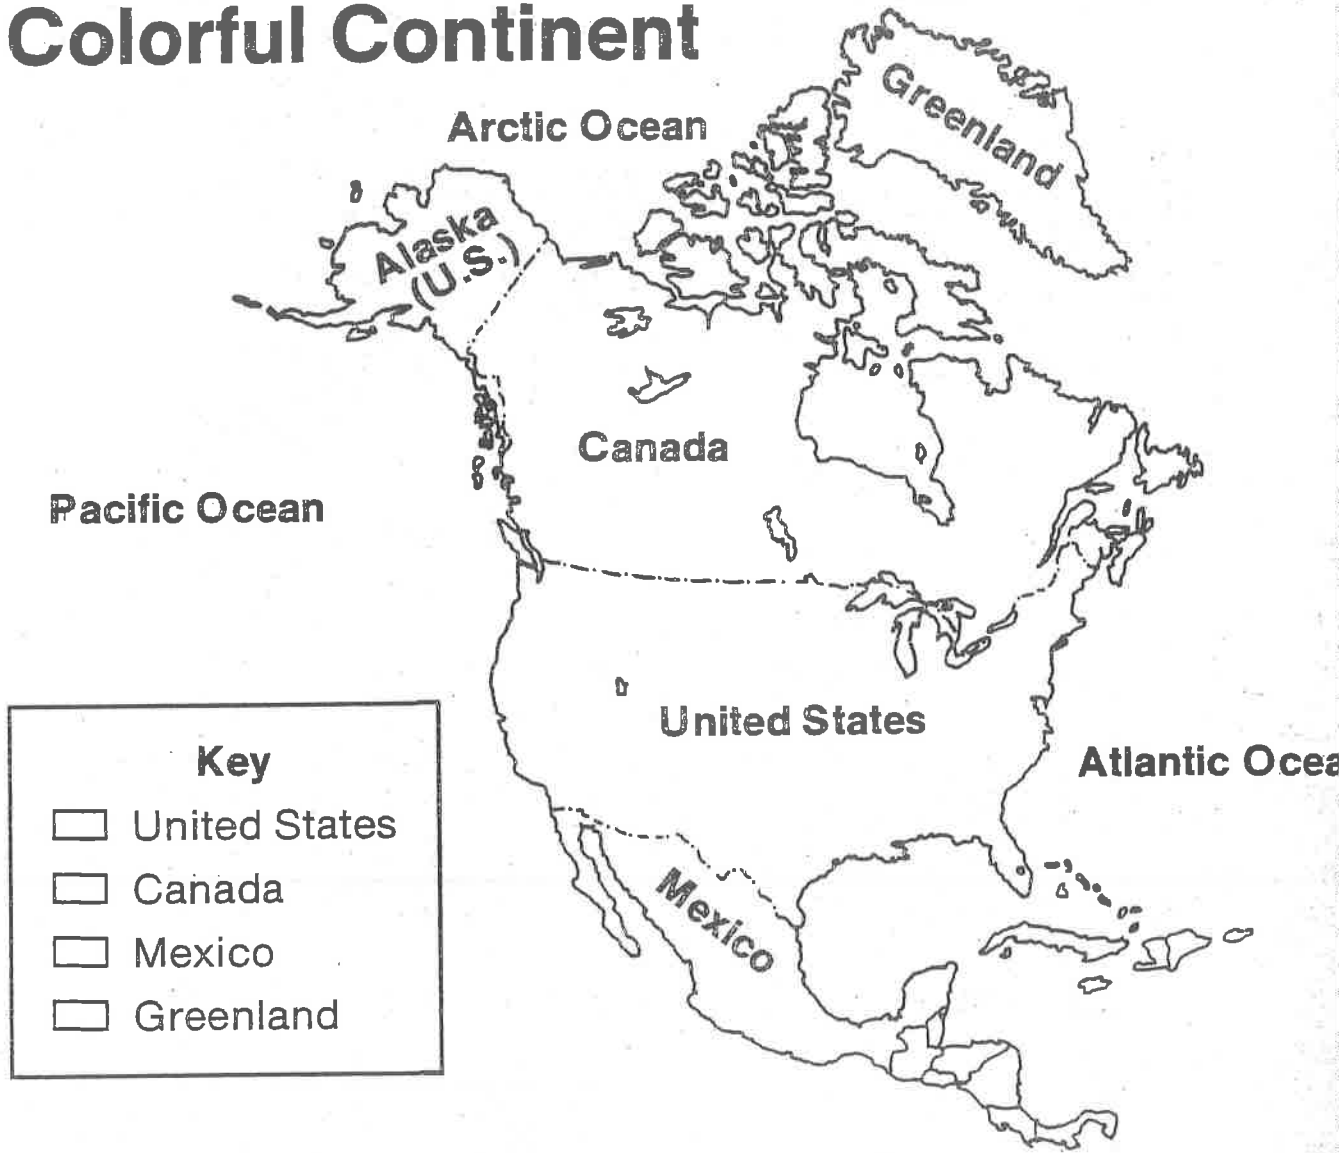 Colorful Continent
Greenland
Arctic Ocean
Alaska
(U.S.)
Canada
Pacific Ocean
United States
Atlantic Ocea
Mexico
Key
United States
Canada
Mexico
Greenland